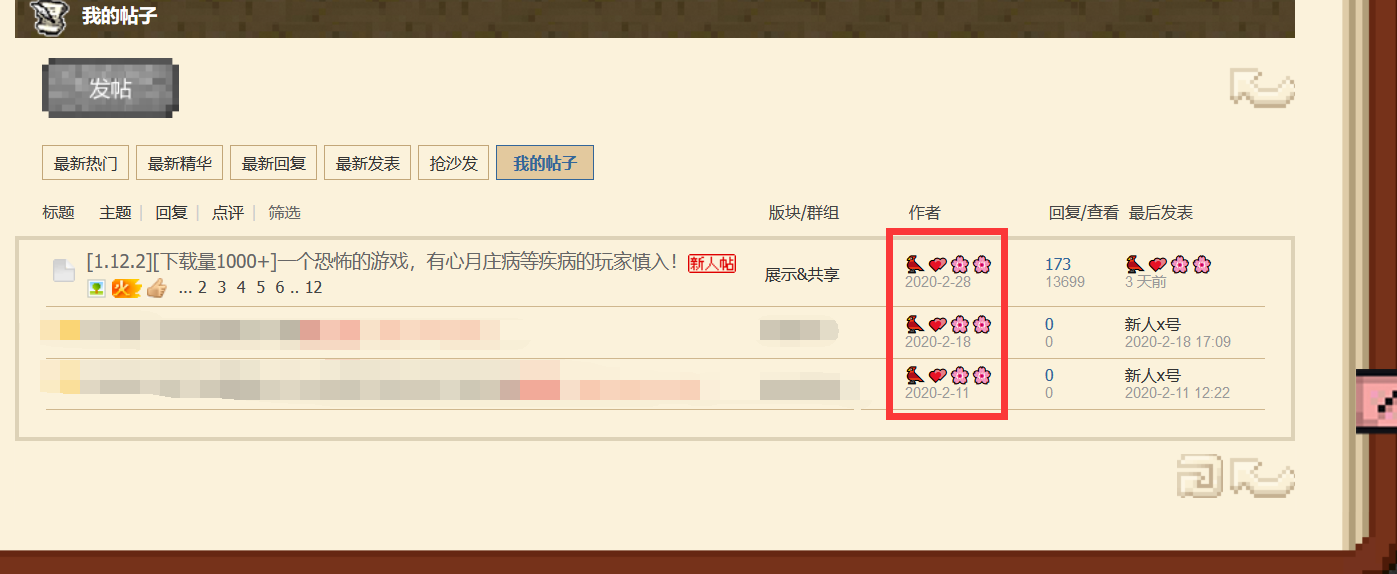 我的帖子
发帖
最新热门 最新精华 最新回复 最新发表 抢沙发 我的帖子
标题 主题 回复 点评 筛选 版块/群组 作者 回复/查看 最后发表
[1.12.2][下载量1000+]一个恐怖的游戏，有心月庄病等疾病的玩家慎入！ 新人帖 展示&共享 173
2020-2-28 13699 3 天前
火 ... 2 3 4 5 6 .. 12
0 新人x号
2020-2-18 0 2020-2-18 17:09
0 新人x号
2020-2-11 0 2020-2-11 12:22